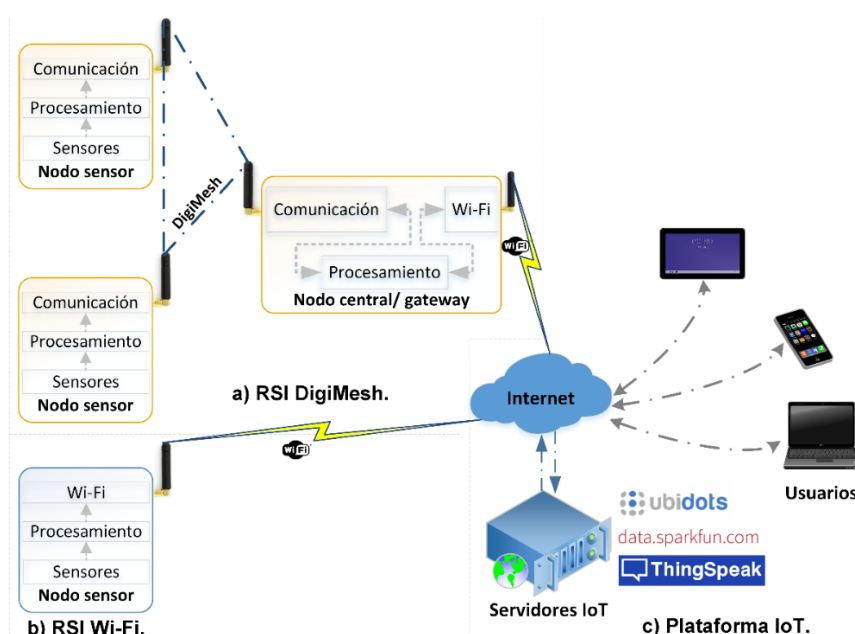 Comunicación
Procesamiento
Sensores
Nodo sensor
DigiMesh
Comunicación
Wi-Fi
Procesamiento
Nodo central/ gateway
WiFi
Comunicación
Procesamiento
Sensores
Nodo sensor
a) RSI DigiMesh.
Internet
WiFi
Wi-Fi
Procesamiento
Sensores
Nodo sensor
b) RSI Wi-Fi.
Usuarios
ubidots
data.sparkfun.com
ThingSpeak
Servidores IoT
c) Plataforma IoT.